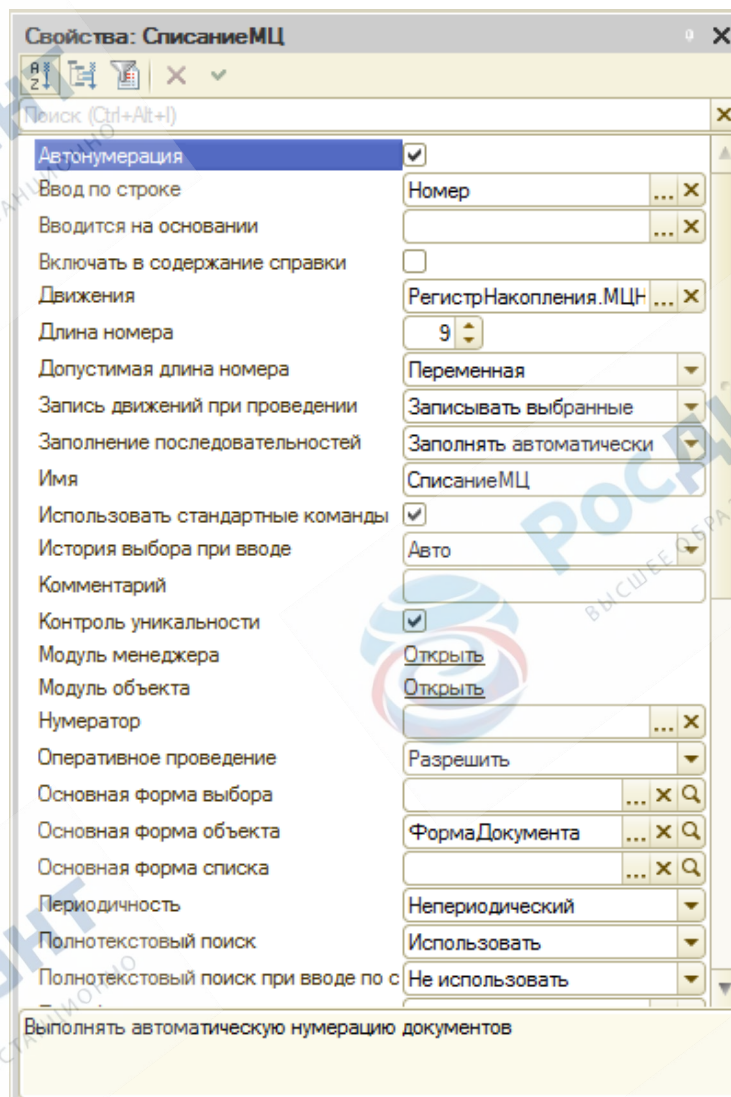 Свойства: СписаниеМЦ
Поиск (Ctrl+Alt+I)
Автонумерация
Ввод по строке Номер ...
Вводится на основании ...
Включать в содержание справки
Движения РегистрНакопления.МЦН ...
Длина номера 9
Допустимая длина номера Переменная
Запись движений при проведении Записывать выбранные
Заполнение последовательностей Заполнять автоматически
Имя СписаниеМЦ
Использовать стандартные команды
История выбора при вводе Авто
Комментарий
Контроль уникальности
Модуль менеджера Открыть
Модуль объекта Открыть
Нумератор ...
Оперативное проведение Разрешить
Основная форма выбора ...
Основная форма объекта ФормаДокумента ...
Основная форма списка ...
Периодичность Непериодический
Полнотекстовый поиск Использовать
Полнотекстовый поиск при вводе по с Не использовать
Выполнять автоматическую нумерацию документов